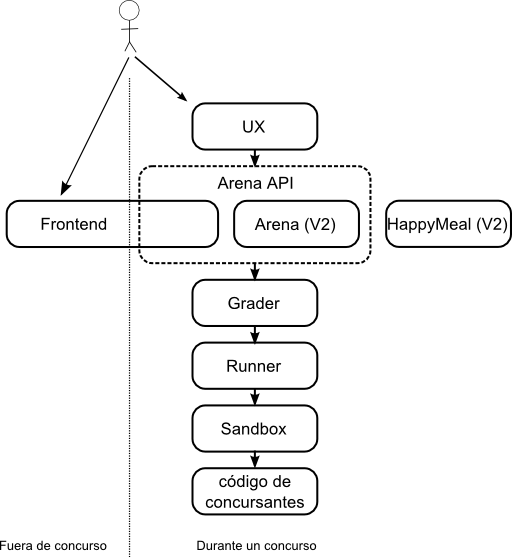 UX
Arena API
Frontend
Arena (V2)
HappyMeal (V2)
Grader
Runner
Sandbox
código de
concursantes
Fuera de concurso
Durante un concurso